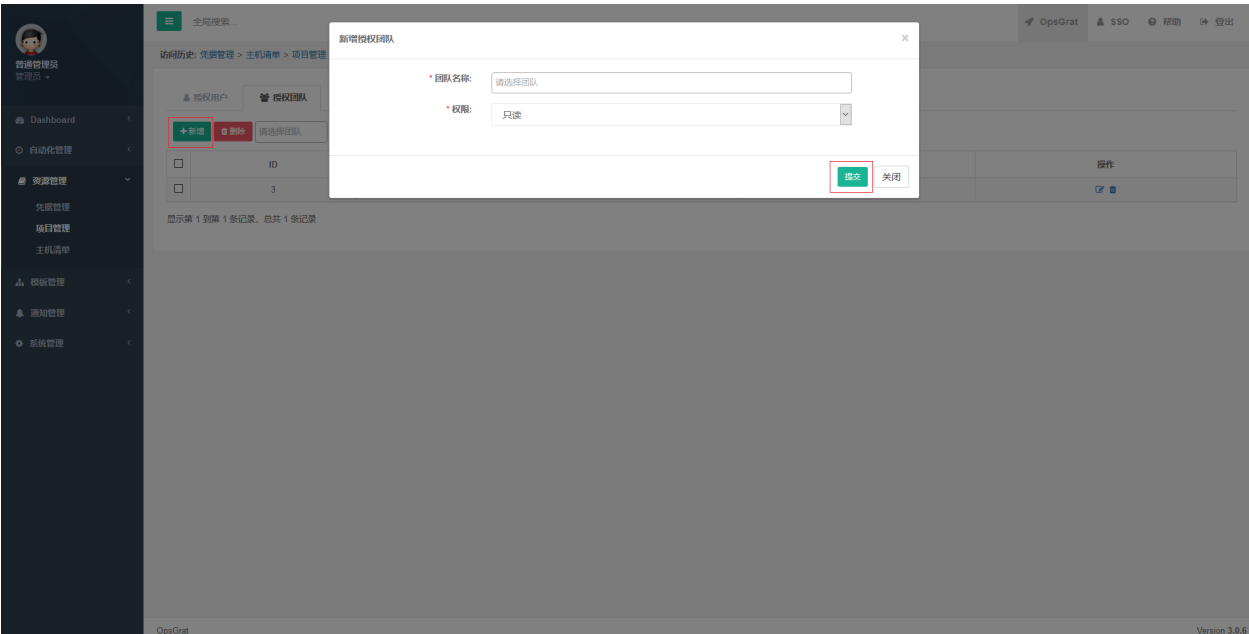 全局搜索...
OpsGrat SSO 帮助 登出
普通管理员
管理员
访问历史: 凭据管理 > 主机清单 > 项目管理
新增授权团队 ×
* 团队名称: 请选择团队
* 权限: 只读
提交 关闭
授权用户 授权团队
+新增 删除 请选择团队
ID 操作
3
显示第 1 到第 1 条记录，总共 1 条记录
Dashboard
自动化管理
资源管理
凭据管理
项目管理
主机清单
模板管理
通知管理
系统管理
OpsGrat Version 3.0.6